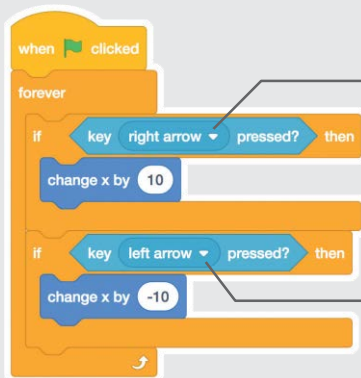 when clicked
forever
if key right arrow pressed? then
change x by 10
if key left arrow pressed? then
change x by -10